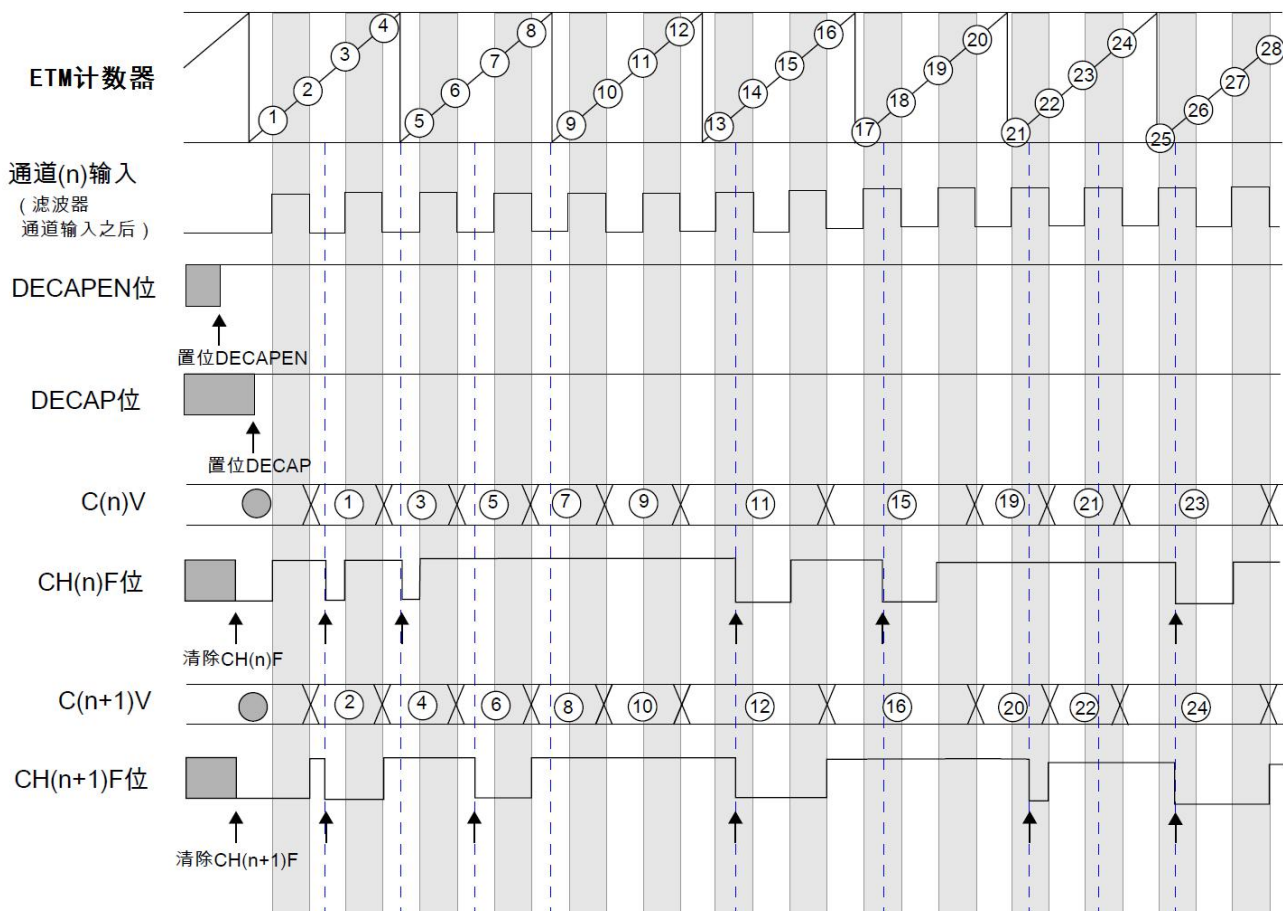 ④ ⑧ ⑫ ⑯ ⑳ ㉔ ㉘
③ ⑦ ⑪ ⑮ ⑲ ㉓ ㉗
ETM计数器
② ⑥ ⑩ ⑭ ⑱ ㉒ ㉖
① ⑤ ⑨ ⑬ ⑰ ㉑ ㉕
通道(n)输入
(滤波器
通道输入之后)
DECAPEN位
置位DECAPEN
DECAP位
置位DECAP
C(n)V ① ③ ⑤ ⑦ ⑨ ⑪ ⑮ ⑲ ㉑ ㉓
CH(n)F位
清除CH(n)F
C(n+1)V ② ④ ⑥ ⑧ ⑩ ⑫ ⑯ ⑳ ㉒ ㉔
CH(n+1)F位
清除CH(n+1)F